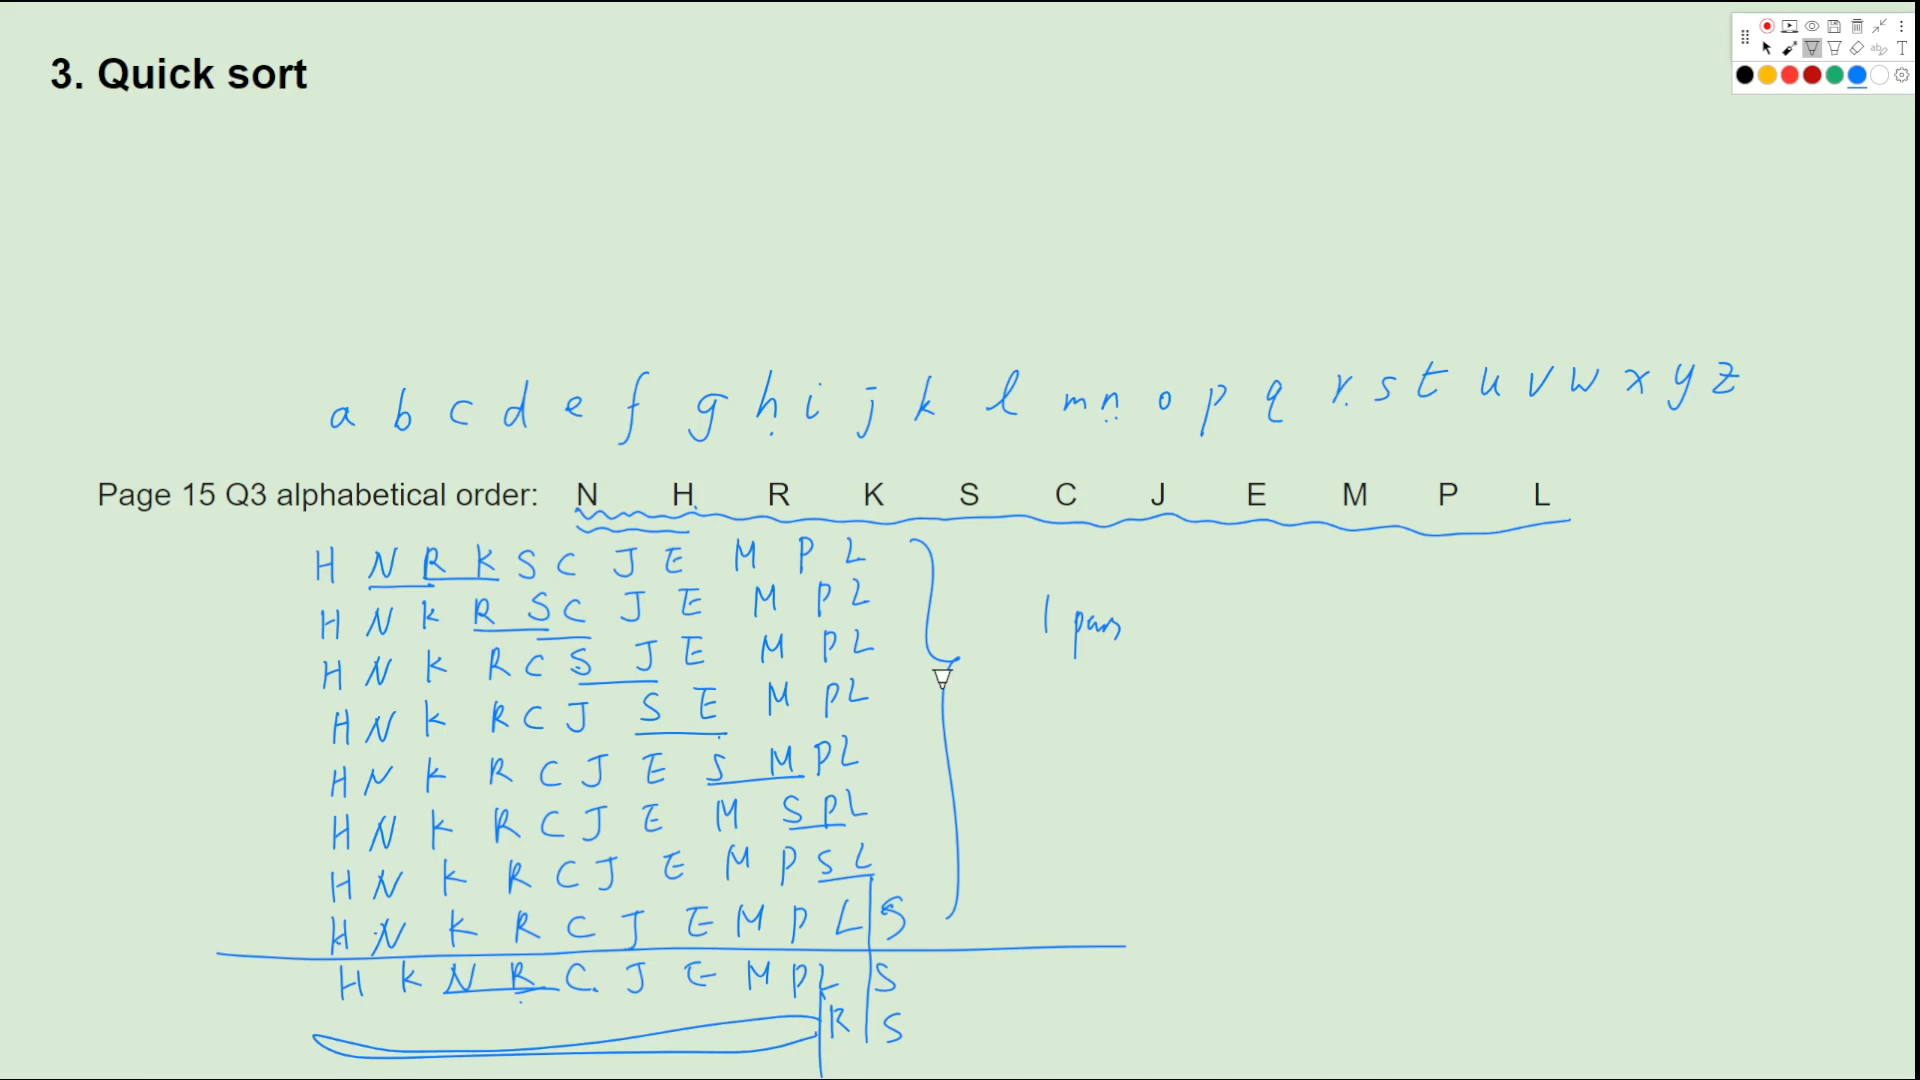 3. Quick sort
a b c d e f g h i j k l m n o p q r s t u v w x y z
Page 15 Q3 alphabetical order: N H R K S C J E M P L
H N R K S C J E M P L
H N K R S C J E M P L
1 pass
H N K R C S J E M P L
H N K R C J S E M P L
H N K R C J E S M P L
H N K R C J E M S P L
H N K R C J E M P S L
H N K R C J E M P L S
H K N R C J E M P L S
R S